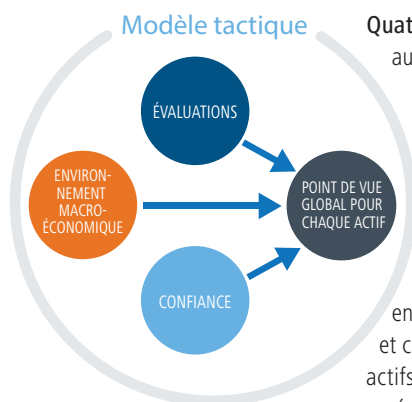 Modèle tactique
ÉVALUATIONS
ENVIRON-
NEMENT
MACRO-
ÉCONOMIQUE
CONFIANCE
POINT DE VUE
GLOBAL POUR
CHAQUE ACTIF
Quat
au
en
et c
actifs